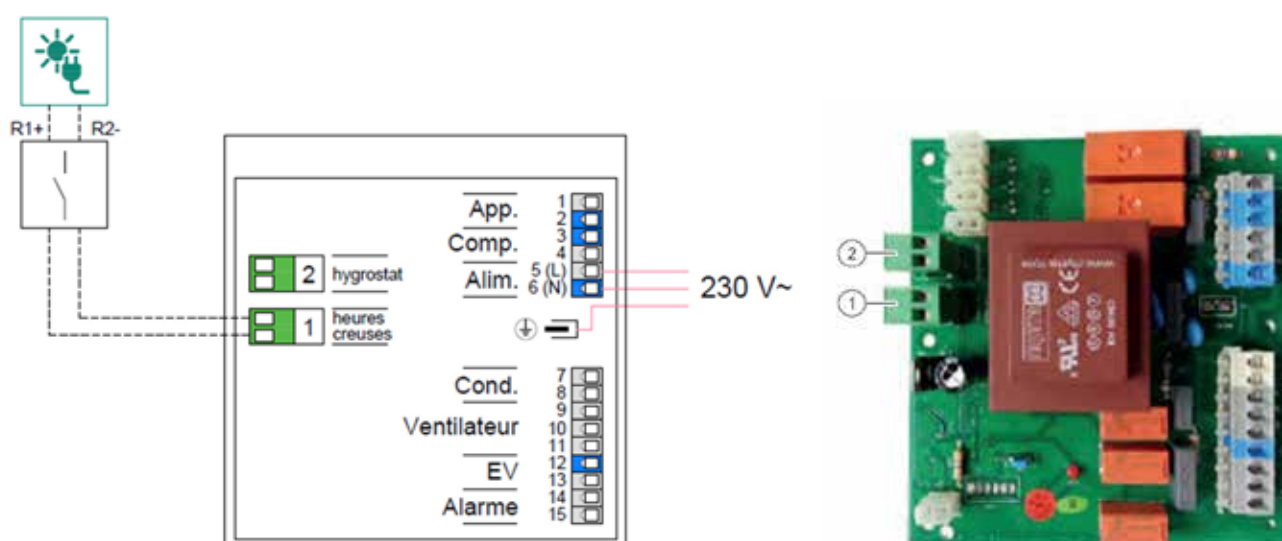 R1+ R2-
2 hygrostat
1 heures
creuses
App.
Comp.
Alim.
1
2
3
4
5 (L)
6 (N)
230 V~
Cond.
Ventilateur
EV
Alarme
7
8
9
10
11
12
13
14
15
2
1